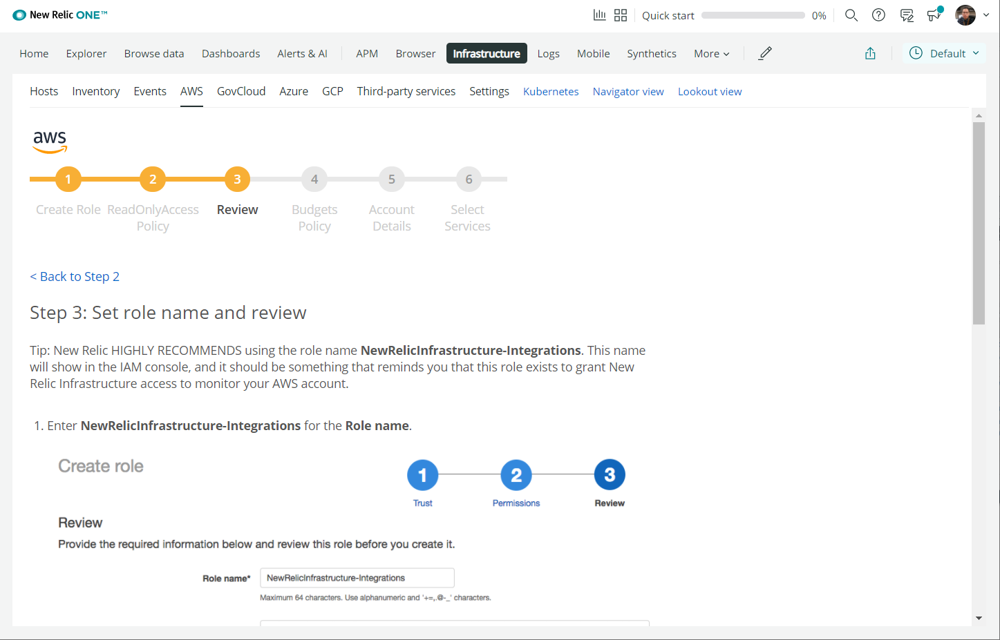 New Relic ONE™
Quick start 0%
Home Explorer Browse data Dashboards Alerts & AI APM Browser Infrastructure Logs Mobile Synthetics More Default
Hosts Inventory Events AWS GovCloud Azure GCP Third-party services Settings Kubernetes Navigator view Lookout view
aws
1 2 3 4 5 6
Create Role ReadOnlyAccess Review Budgets Account Select
Policy Policy Details Services
< Back to Step 2
Step 3: Set role name and review
Tip: New Relic HIGHLY RECOMMENDS using the role name NewRelicInfrastructure-Integrations. This name
will show in the IAM console, and it should be something that reminds you that this role exists to grant New
Relic Infrastructure access to monitor your AWS account.
1. Enter NewRelicInfrastructure-Integrations for the Role name.
Create role
1 2 3
Trust Permissions Review
Review
Provide the required information below and review this role before you create it.
Role name* NewRelicInfrastructure-Integrations
Maximum 64 characters. Use alphanumeric and '+=,.@-_' characters.